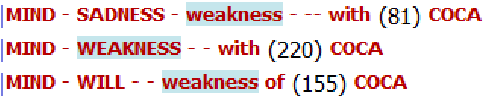 MIND - SADNESS - weakness - -- with (81) COCA
MIND - WEAKNESS - - with (220) COCA
MIND - WILL - - weakness of (155) COCA